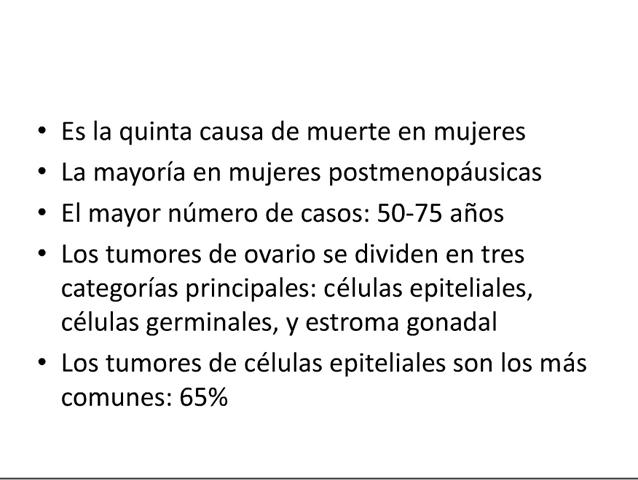 • Es la quinta causa de muerte en mujeres
• La mayoría en mujeres postmenopáusicas
• El mayor número de casos: 50-75 años
• Los tumores de ovario se dividen en tres
categorías principales: células epiteliales,
células germinales, y estroma gonadal
• Los tumores de células epiteliales son los más
comunes: 65%